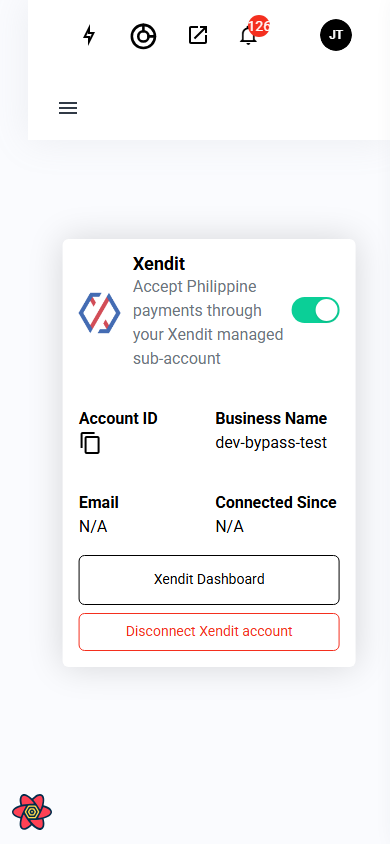 126
JT
Xendit
Accept Philippine
payments through
your Xendit managed
sub-account
Account ID
Business Name
dev-bypass-test
Email
Connected Since
N/A
N/A
Xendit Dashboard
Disconnect Xendit account